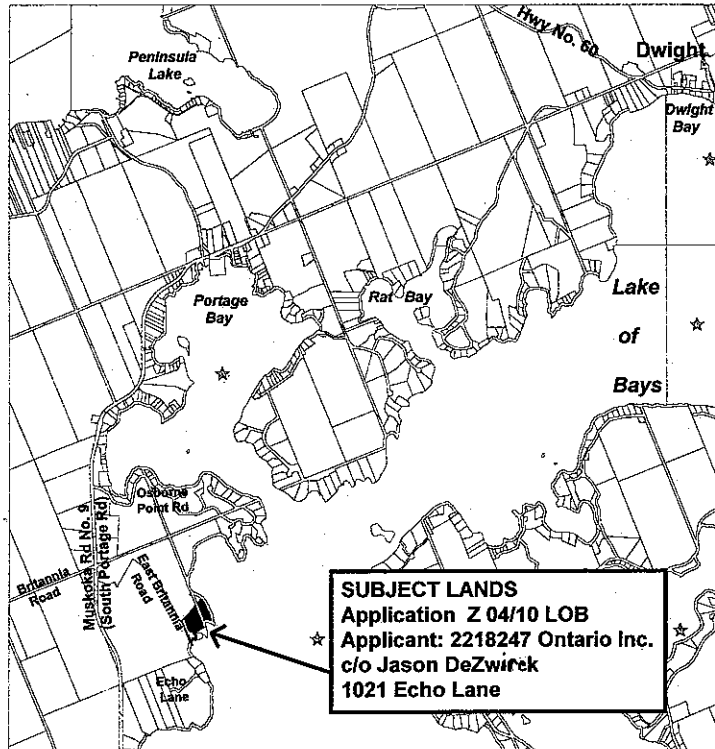 Hwy No. 60
Dwight
Peninsula
Lake
Dwight
Bay
Portage
Bay
Rat Bay
Lake
of
Bays
Osborne
Point Rd
Muskoka Rd No. 9
(South Portage Rd)
Britannia
Road
East Britannia
Road
Echo
Lane
SUBJECT LANDS
Application Z 04/10 LOB
Applicant: 2218247 Ontario Inc.
c/o Jason DeZwirek
1021 Echo Lane